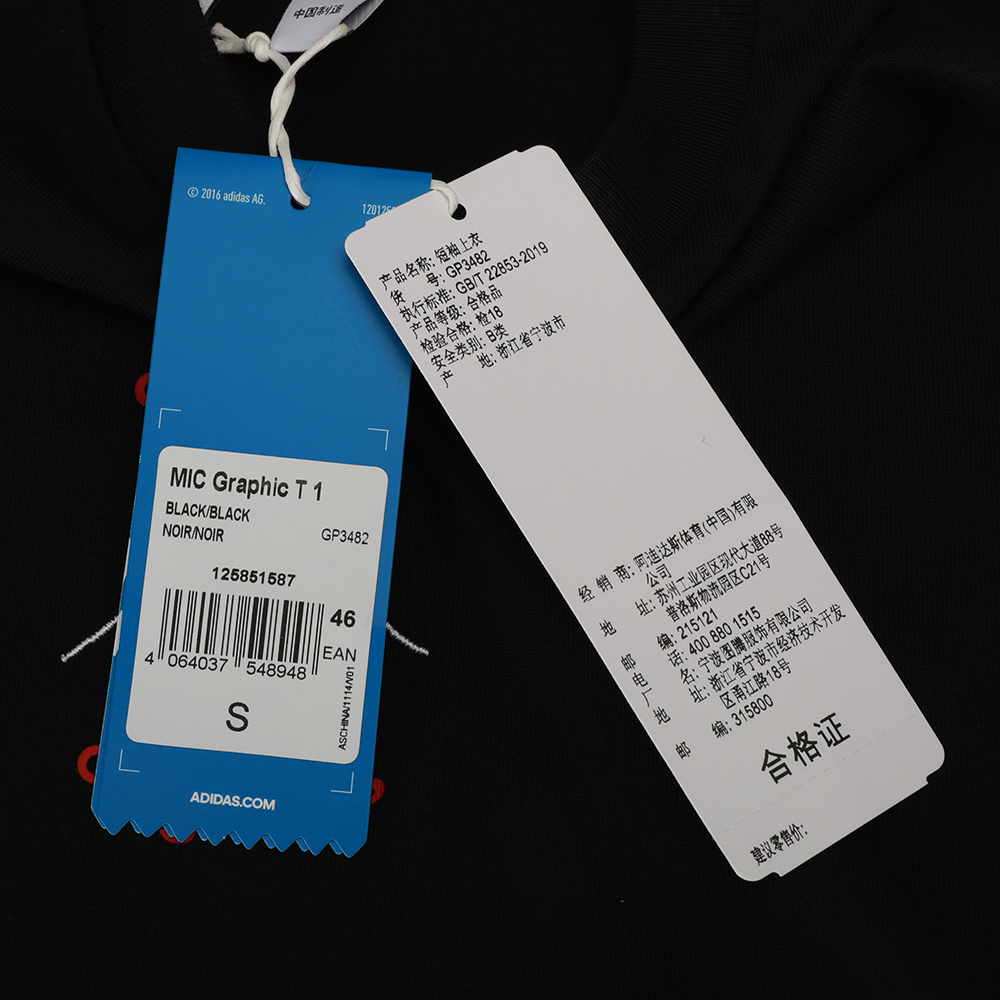 中国制造
© 2016 adidas AG.
MIC Graphic T 1
BLACK/BLACK
NOIR/NOIR
GP3482
125851587
46
EAN
4 064037 548948
S
ASCHINA/1114/V01
ADIDAS.COM
产品名称: 短袖上衣
货 号: GP3482
执行标准: GB/T 22853-2019
产品等级: 合格品
检验合格: 检18
安全类别: B类
产 地: 浙江省宁波市
经 销 商: 阿迪达斯体育(中国)有限
公司
地 址: 苏州工业园区现代大道88号
普洛斯物流园区C21号
邮 编: 215121
电 话: 400 880 1515
厂 名: 宁波图腾服饰有限公司
地 址: 浙江省宁波市经济技术开发
区甬江路18号
邮 编: 315800
合格证
建议零售价: